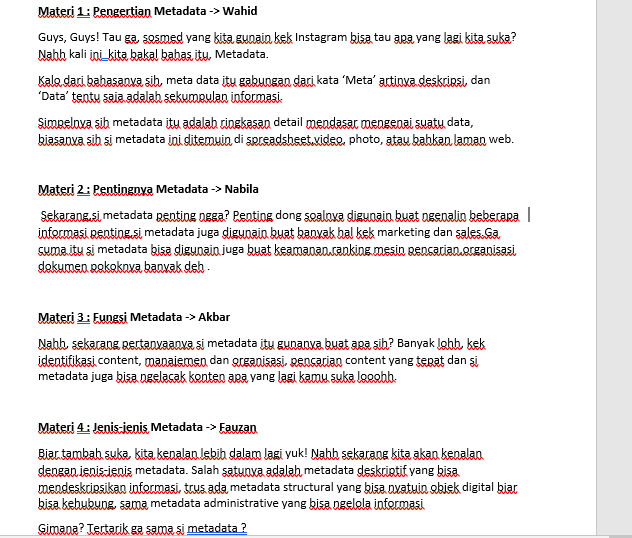 Materi 1 : Pengertian Metadata -> Wahid
Guys, Guys! Tau ga, sosmed yang kita gunain kek Instagram bisa tau apa yang lagi kita suka?
Nahh kali ini kita bakal bahas itu, Metadata.
Kalo dari bahasanya sih, meta data itu gabungan dari kata ‘Meta’ artinya deskripsi, dan
‘Data’ tentu saja adalah sekumpulan informasi.
Simpelnya sih metadata itu adalah ringkasan detail mendasar mengenai suatu data,
biasanya sih si metadata ini ditemuin di spreadsheet,video, photo, atau bahkan laman web.
Materi 2 : Pentingnya Metadata -> Nabila
Sekarang,si metadata penting ngga? Penting dong soalnya digunain buat ngenalin beberapa
informasi penting,si metadata juga digunain buat banyak hal kek marketing dan sales.Ga
cuma itu si metadata bisa digunain juga buat keamanan,ranking mesin pencarian,organisasi
dokumen pokoknya banyak deh .
Materi 3 : Fungsi Metadata -> Akbar
Nahh, sekarang pertanyaanya si metadata itu gunanya buat apa sih? Banyak lohh, kek
identifikasi content, manajemen dan organisasi, pencarian content yang tepat dan si
metadata juga bisa ngelacak konten apa yang lagi kamu suka looohh.
Materi 4 : Jenis-jenis Metadata -> Fauzan
Biar tambah suka, kita kenalan lebih dalam lagi yuk! Nahh sekarang kita akan kenalan
dengan jenis-jenis metadata. Salah satunya adalah metadata deskriptif yang bisa
mendeskripsikan informasi, trus ada metadata structural yang bisa nyatuin objek digital biar
bisa kehubung, sama metadata administrative yang bisa ngelola informasi
Gimana? Tertarik ga sama si metadata ?